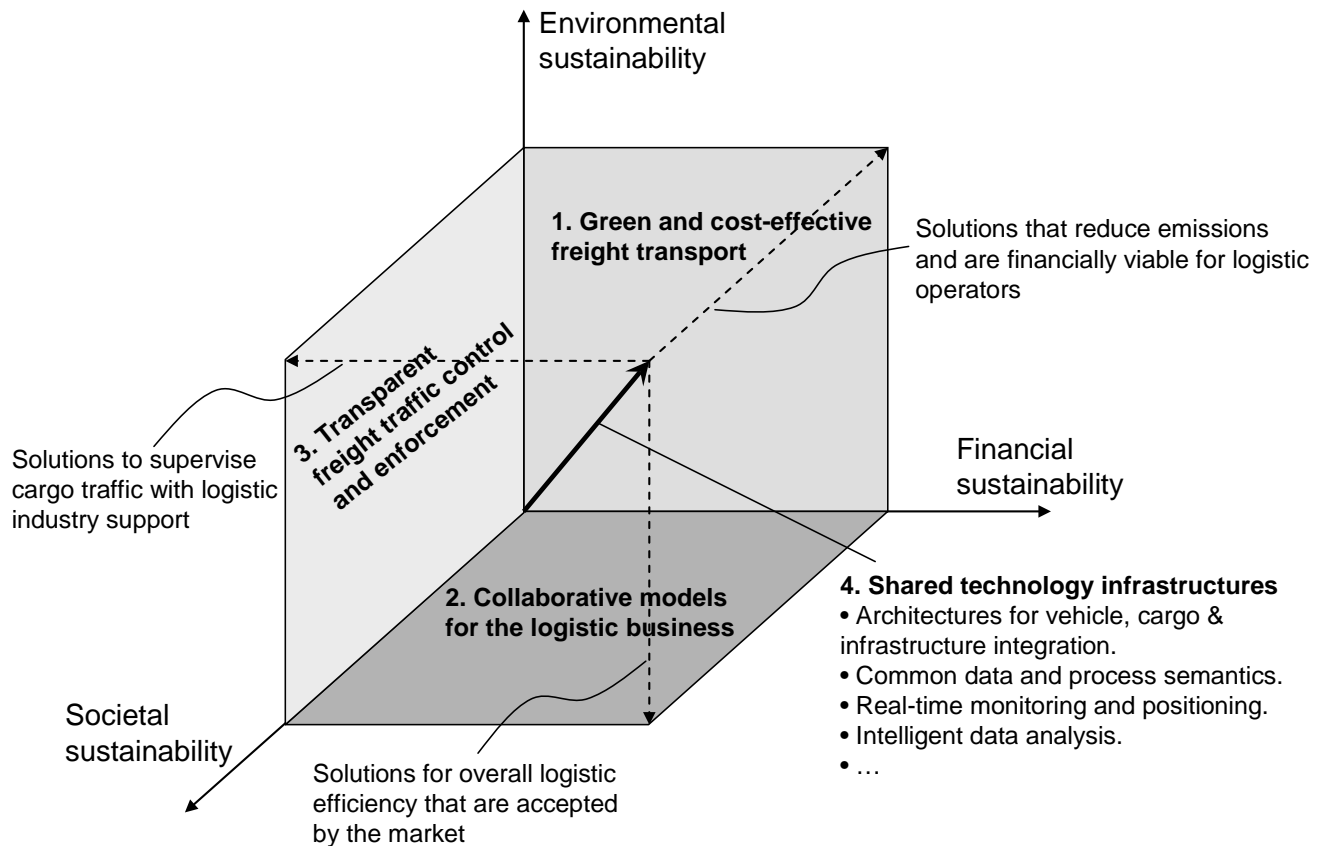 Environmental
sustainability
1. Green and cost-effective
freight transport
Solutions that reduce emissions
and are financially viable for logistic
operators
3. Transparent
freight traffic control
and enforcement
Solutions to supervise
cargo traffic with logistic
industry support
Financial
sustainability
2. Collaborative models
for the logistic business
4. Shared technology infrastructures
• Architectures for vehicle, cargo &
infrastructure integration.
• Common data and process semantics.
• Real-time monitoring and positioning.
• Intelligent data analysis.
• …
Societal
sustainability
Solutions for overall logistic
efficiency that are accepted
by the market